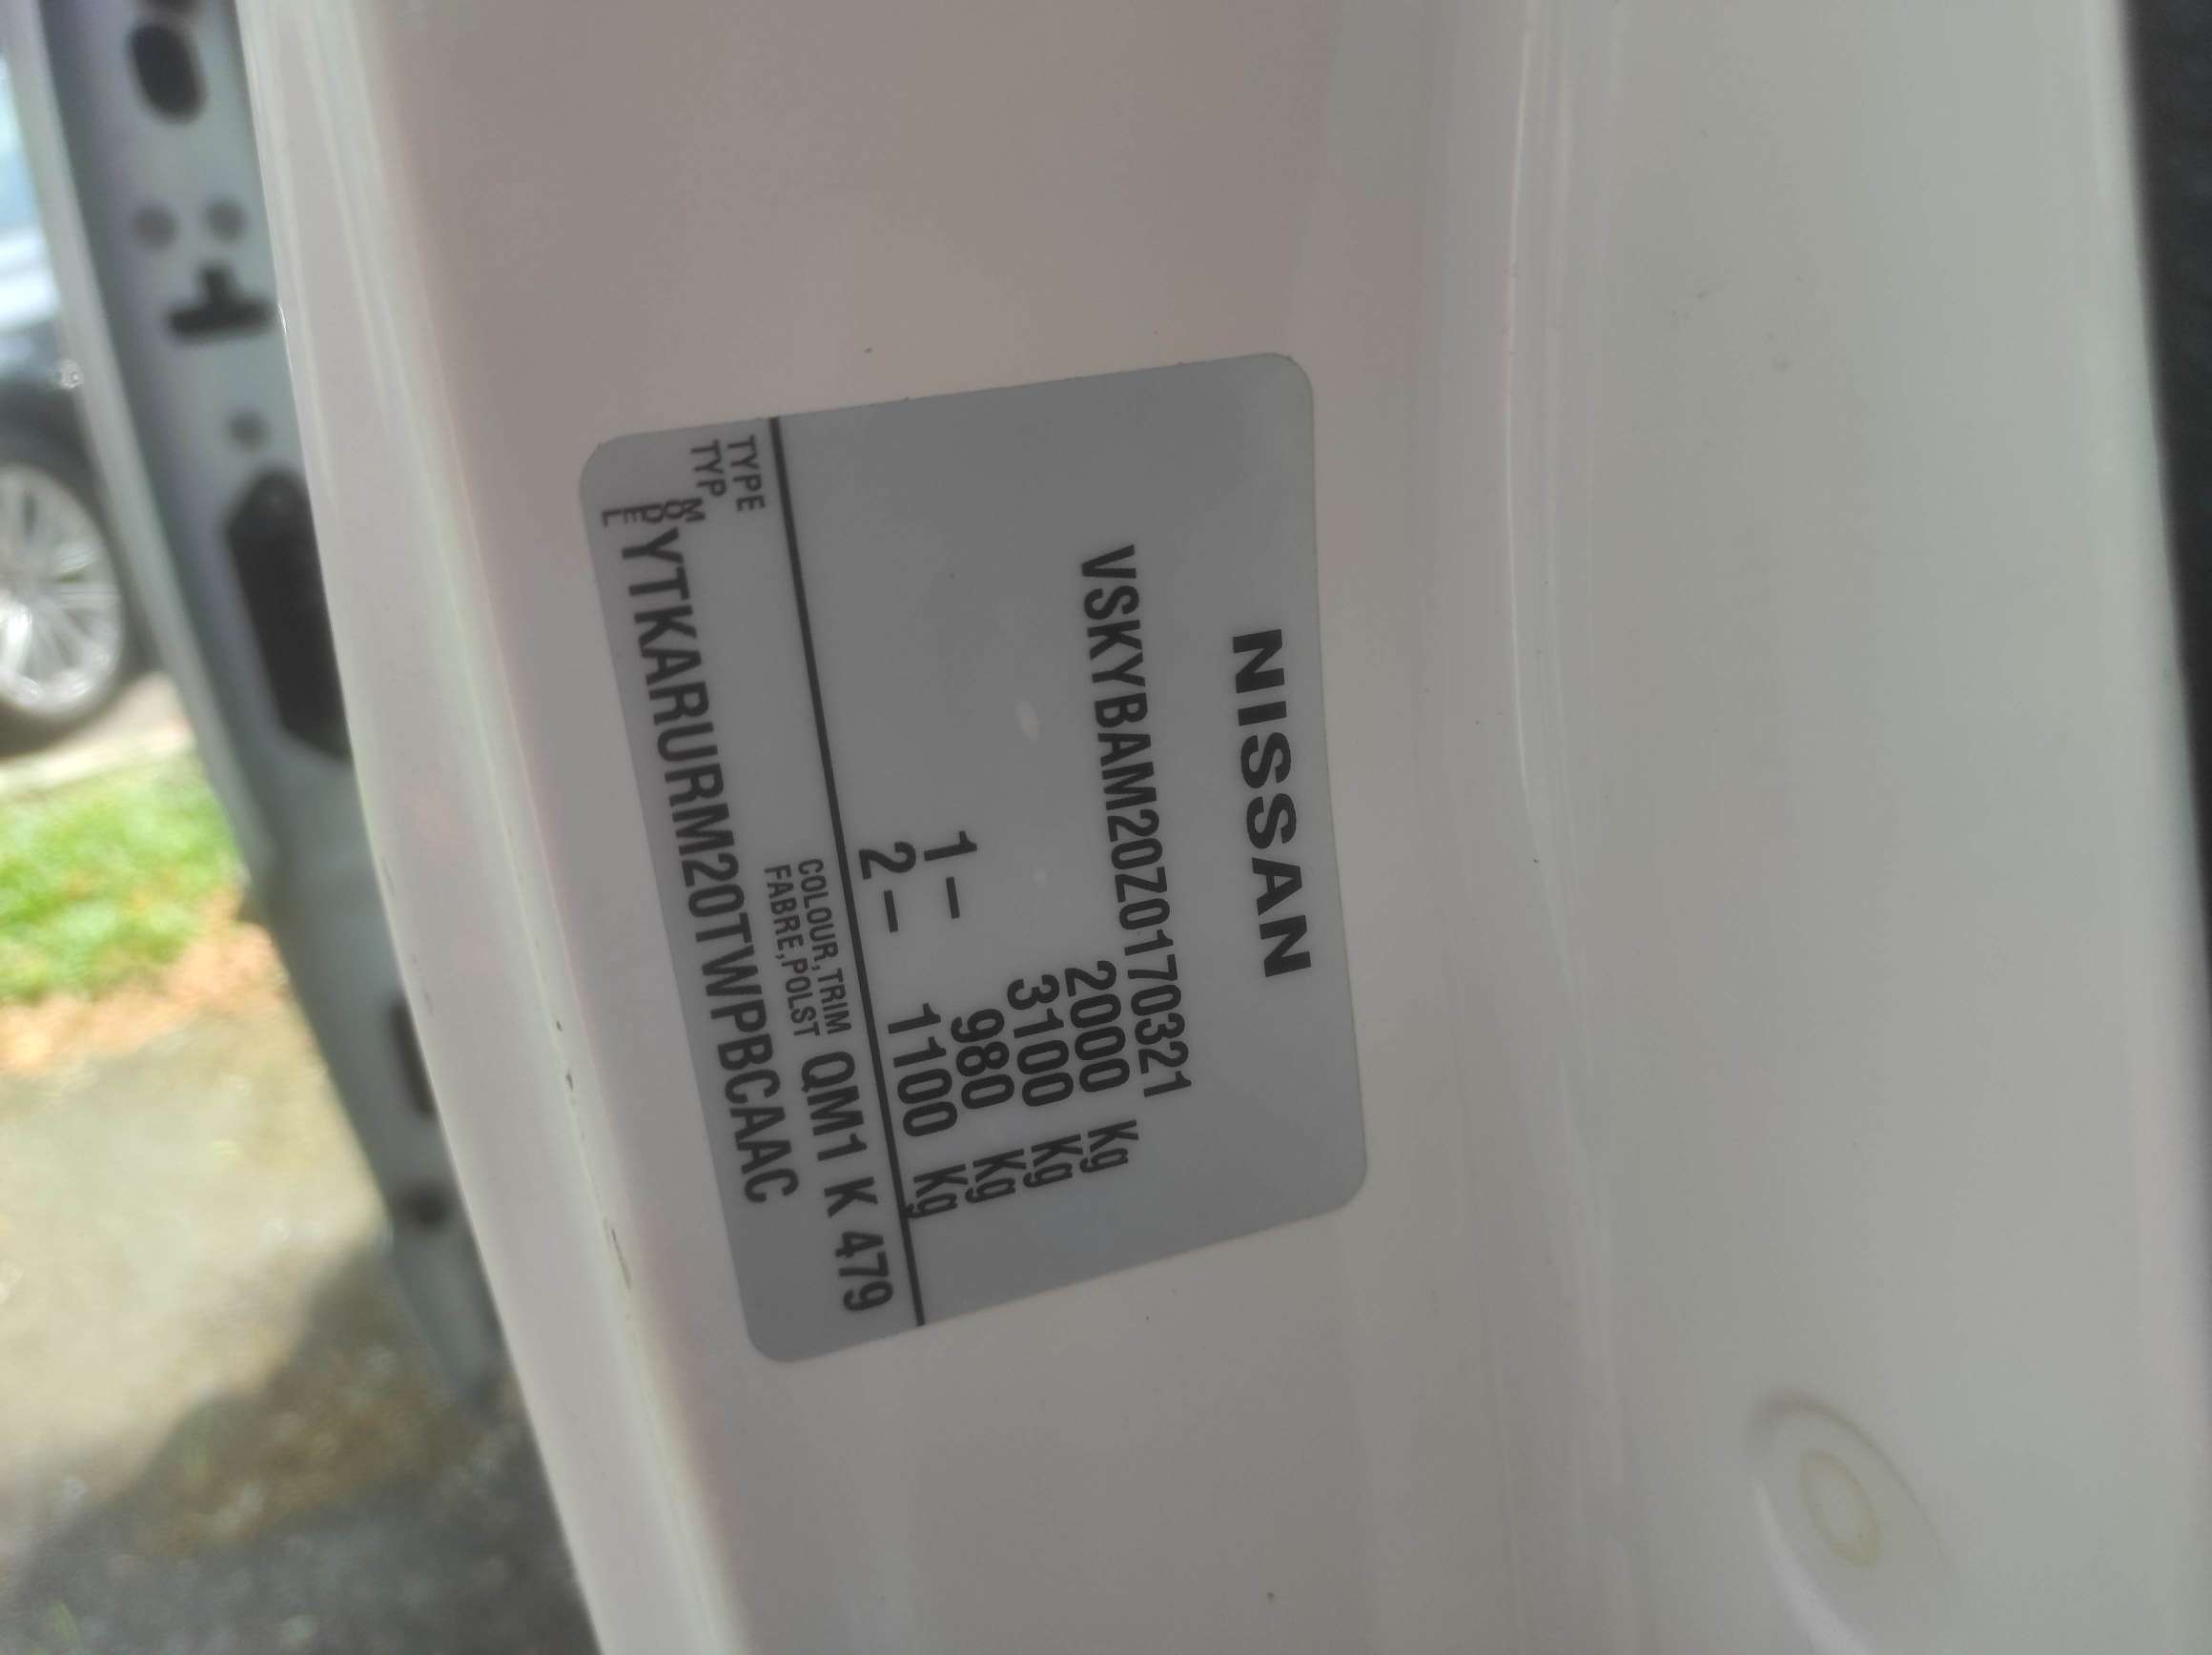 NISSAN
VSKYBAM20Z0170321
20000 Kg
3100 Kg
1 - 980 Kg
2 - 1100 Kg
TYPE
TYP
COLOUR,TRIM
FABRE,POLST
QM1 K 479
YTKARURM20TWPBCAAC